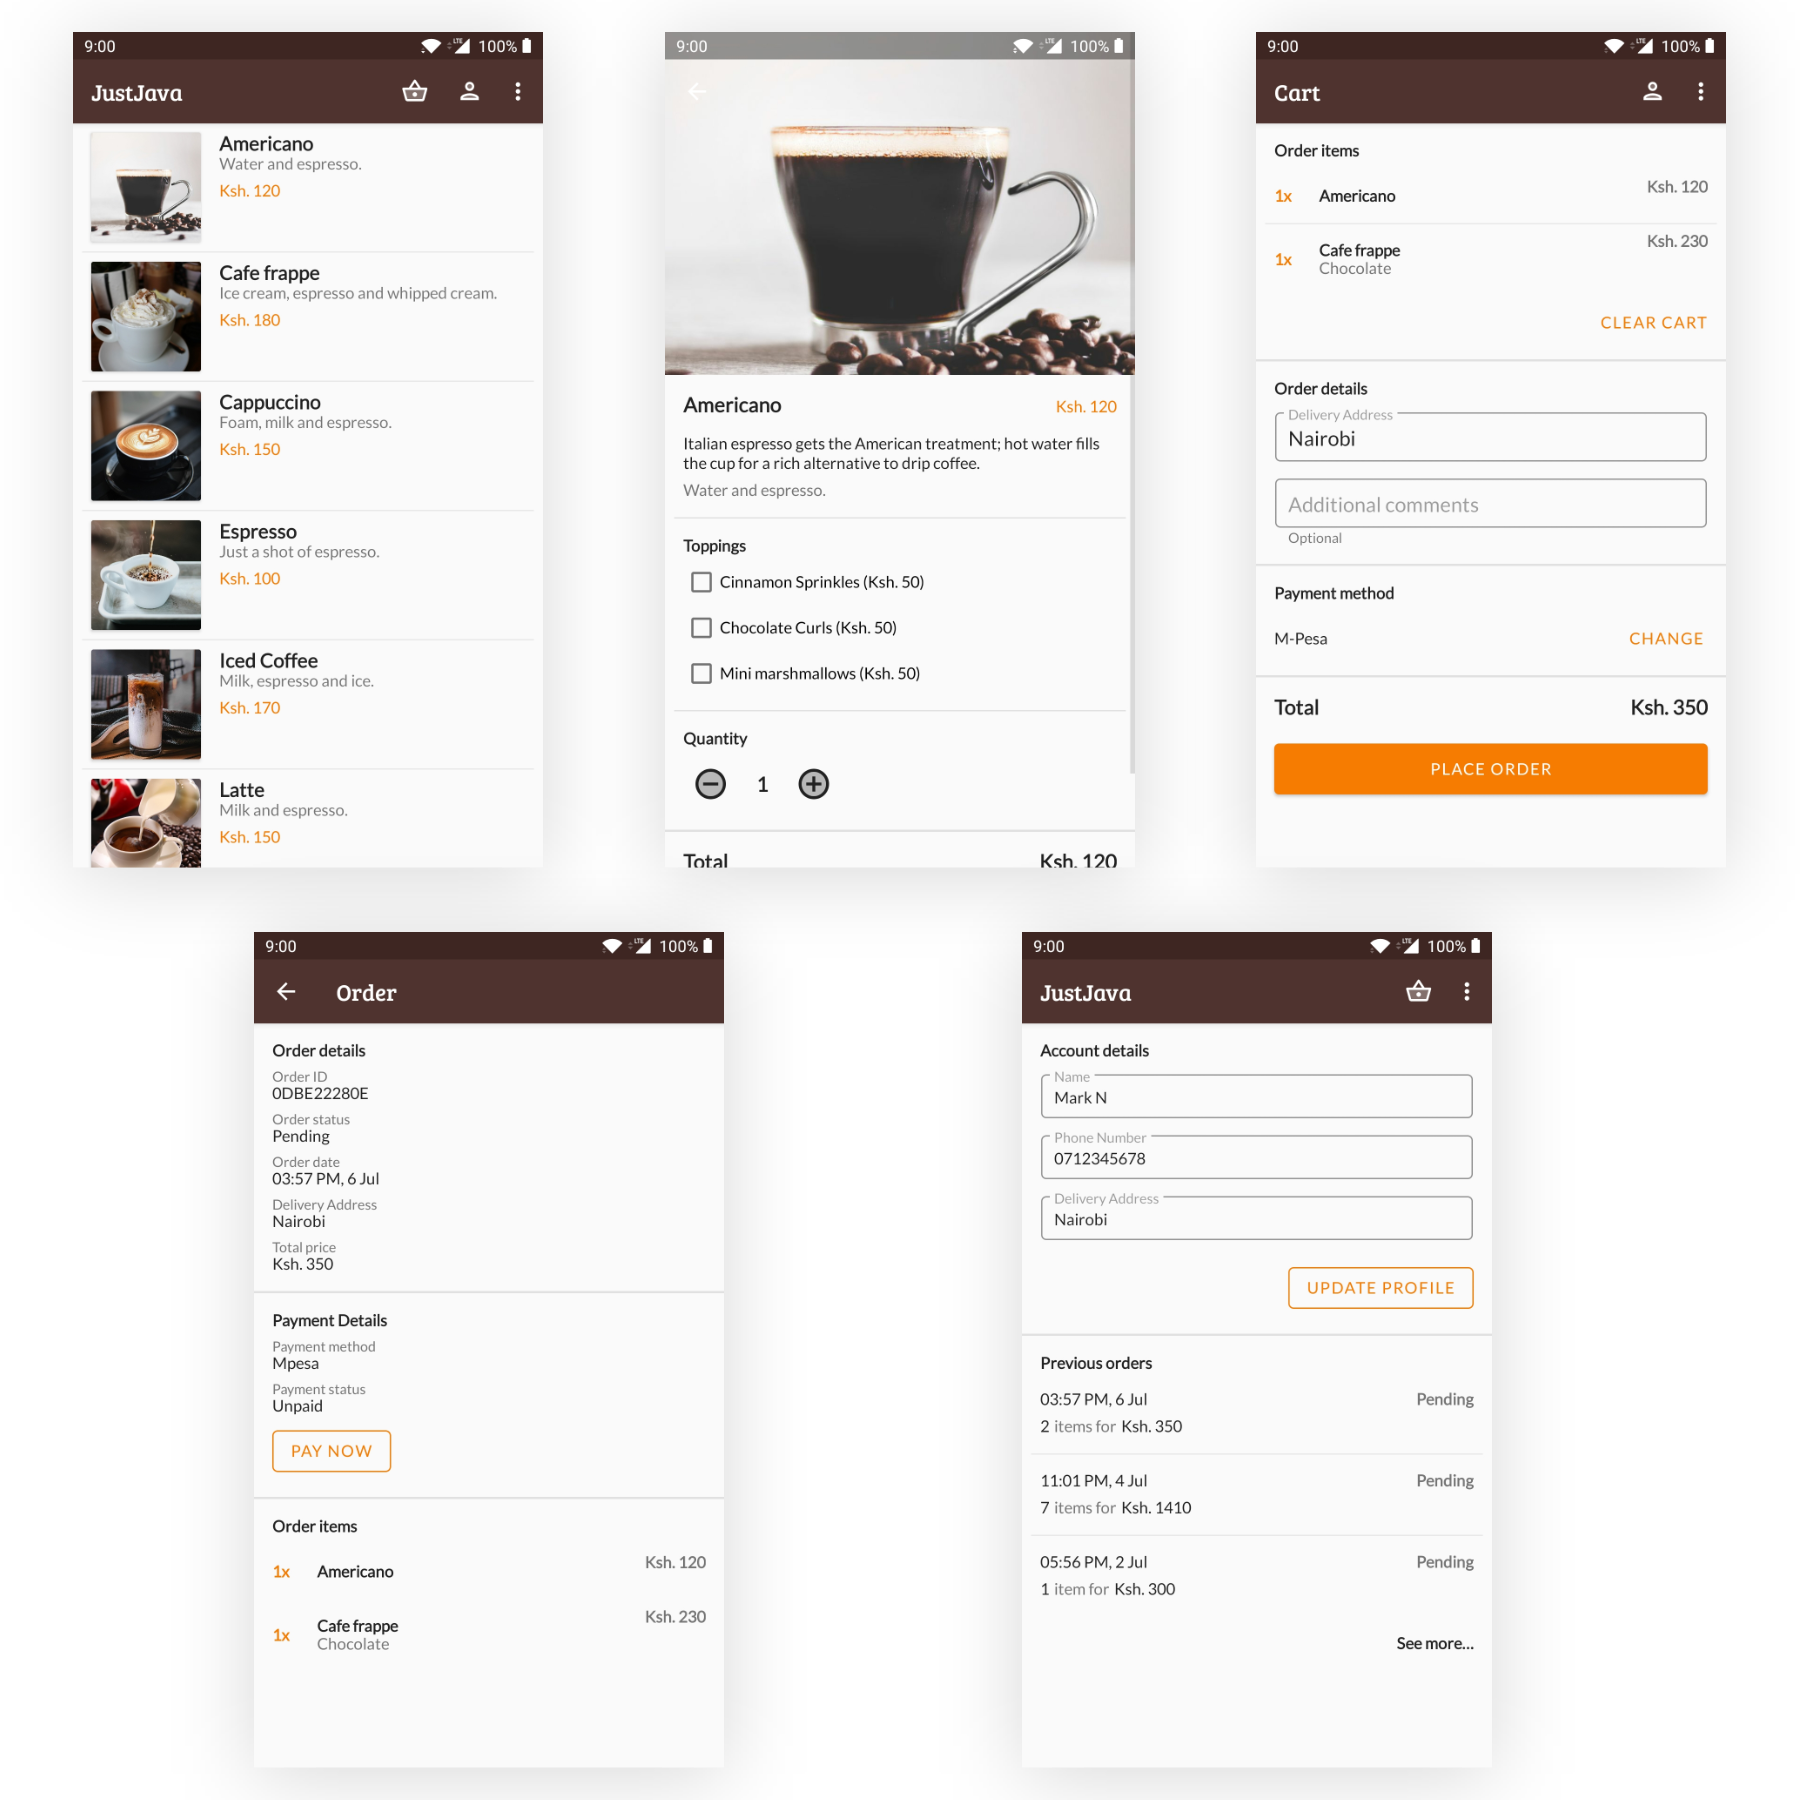 9:00
LTE
100%
JustJava
Americano
Water and espresso.
Ksh. 120
Cafe frappe
Ice cream, espresso and whipped cream.
Ksh. 180
Cappuccino
Foam, milk and espresso.
Ksh. 150
Espresso
Just a shot of espresso.
Ksh. 100
Iced Coffee
Milk, espresso and ice.
Ksh. 170
Latte
Milk and espresso.
Ksh. 150
9:00
LTE
100%
Americano Ksh. 120
Italian espresso gets the American treatment; hot water fills
the cup for a rich alternative to drip coffee.
Water and espresso.
Toppings
Cinnamon Sprinkles (Ksh. 50)
Chocolate Curls (Ksh. 50)
Mini marshmallows (Ksh. 50)
Quantity
1
Total Ksh. 120
9:00
LTE
100%
Cart
Order items
1x Americano Ksh. 120
1x Cafe frappe Ksh. 230
Chocolate
CLEAR CART
Order details
Delivery Address
Nairobi
Additional comments
Optional
Payment method
M-Pesa CHANGE
Total Ksh. 350
PLACE ORDER
9:00
LTE
100%
Order
Order details
Order ID
0DBE22280E
Order status
Pending
Order date
03:57 PM, 6 Jul
Delivery Address
Nairobi
Total price
Ksh. 350
Payment Details
Payment method
Mpesa
Payment status
Unpaid
PAY NOW
Order items
1x Americano Ksh. 120
1x Cafe frappe Ksh. 230
Chocolate
9:00
LTE
100%
JustJava
Account details
Name
Mark N
Phone Number
0712345678
Delivery Address
Nairobi
UPDATE PROFILE
Previous orders
03:57 PM, 6 Jul Pending
2 items for Ksh. 350
11:01 PM, 4 Jul Pending
7 items for Ksh. 1410
05:56 PM, 2 Jul Pending
1 item for Ksh. 300
See more...